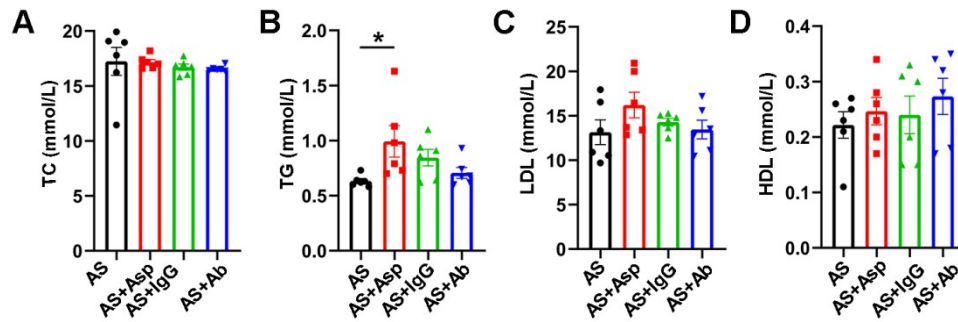 A
TC (mmol/L)
20
15
10
5
0
AS
AS+Asp
AS+IgG
AS+Ab
B
TG (mmol/L)
2.0
1.5
1.0
0.5
0.0
*
AS
AS+Asp
AS+IgG
AS+Ab
C
LDL (mmol/L)
25
20
15
10
5
0
AS
AS+Asp
AS+IgG
AS+Ab
D
HDL (mmol/L)
0.4
0.3
0.2
0.1
0.0
AS
AS+Asp
AS+IgG
AS+Ab